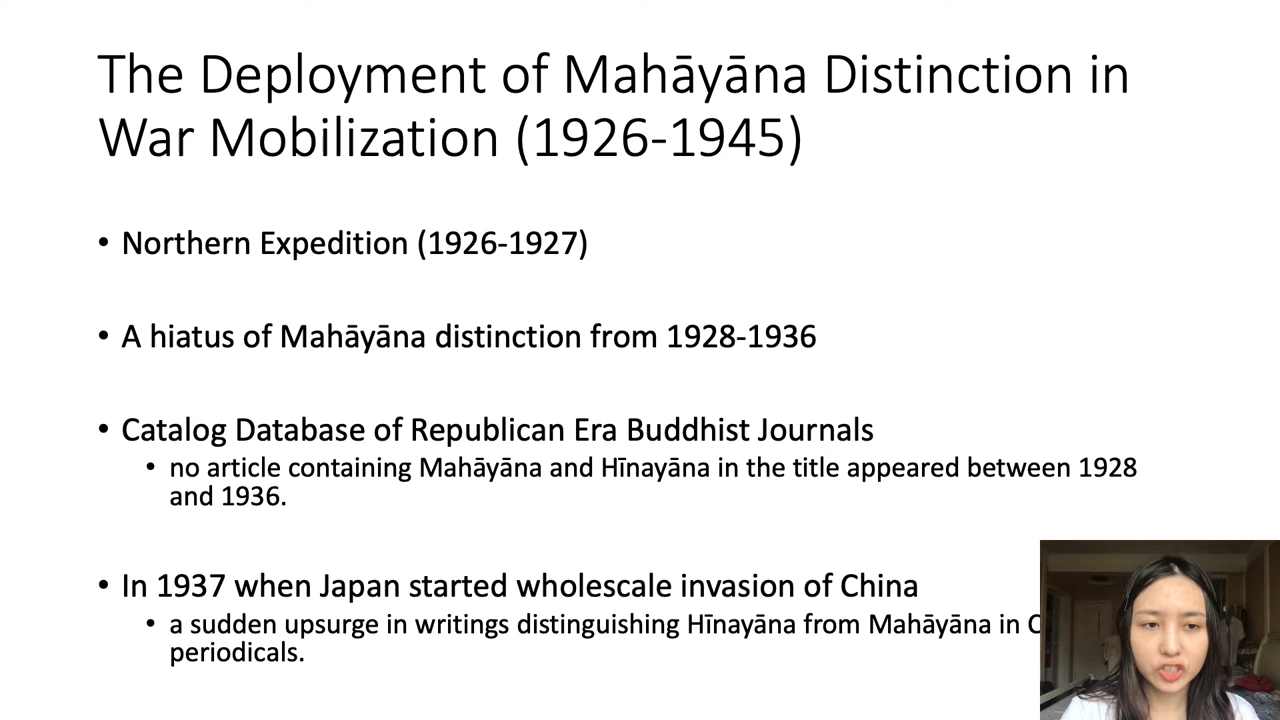 The Deployment of Mahāyāna Distinction in
War Mobilization (1926-1945)
• Northern Expedition (1926-1927)
• A hiatus of Mahāyāna distinction from 1928-1936
• Catalog Database of Republican Era Buddhist Journals
• no article containing Mahāyāna and Hīnayāna in the title appeared between 1928
and 1936.
• In 1937 when Japan started wholescale invasion of China
• a sudden upsurge in writings distinguishing Hīnayāna from Mahāyāna in
periodicals.